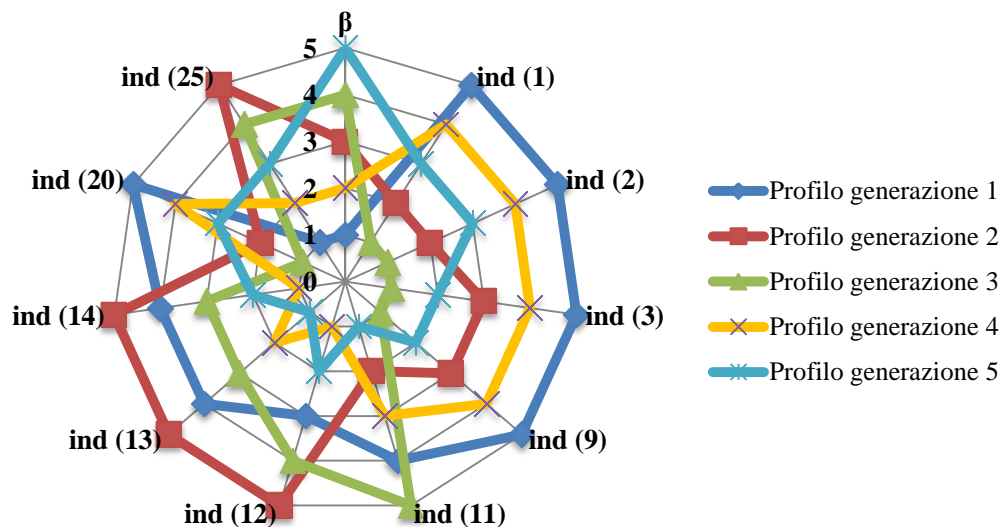 β
5
ind (25)
ind (1)
4
3
ind (20)
ind (2)
2
1
Profilo generazione 1
Profilo generazione 2
0
Profilo generazione 3
ind (14)
ind (3)
Profilo generazione 4
Profilo generazione 5
ind (13)
ind (9)
ind (12)
ind (11)